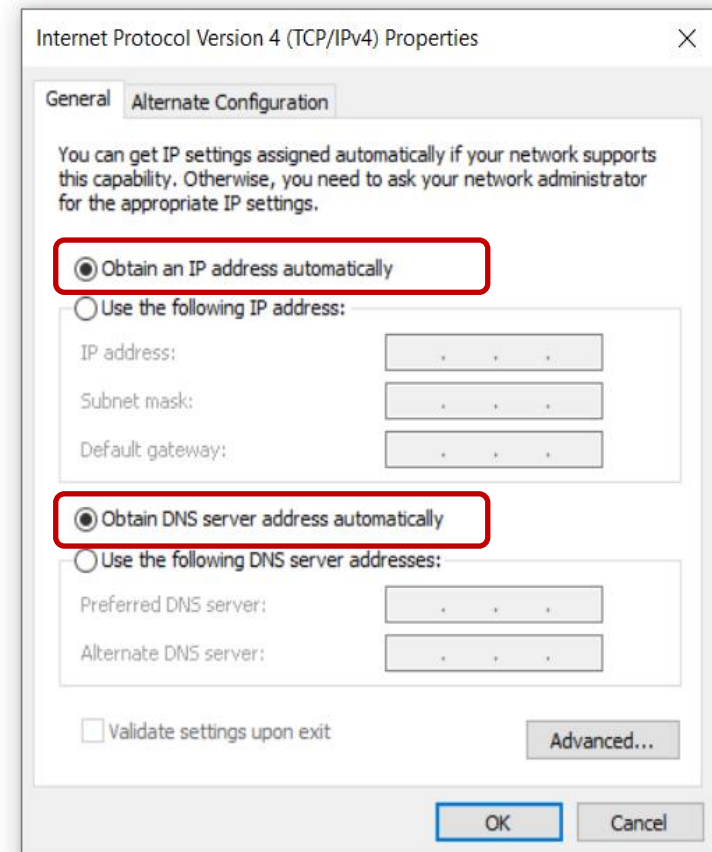 Internet Protocol Version 4 (TCP/IPv4) Properties
General
Alternate Configuration
You can get IP settings assigned automatically if your network supports
this capability. Otherwise, you need to ask your network administrator
for the appropriate IP settings.
Obtain an IP address automatically
Use the following IP address:
IP address:
Subnet mask:
Default gateway:
Obtain DNS server address automatically
Use the following DNS server addresses:
Preferred DNS server:
Alternate DNS server:
Validate settings upon exit
Advanced...
OK
Cancel